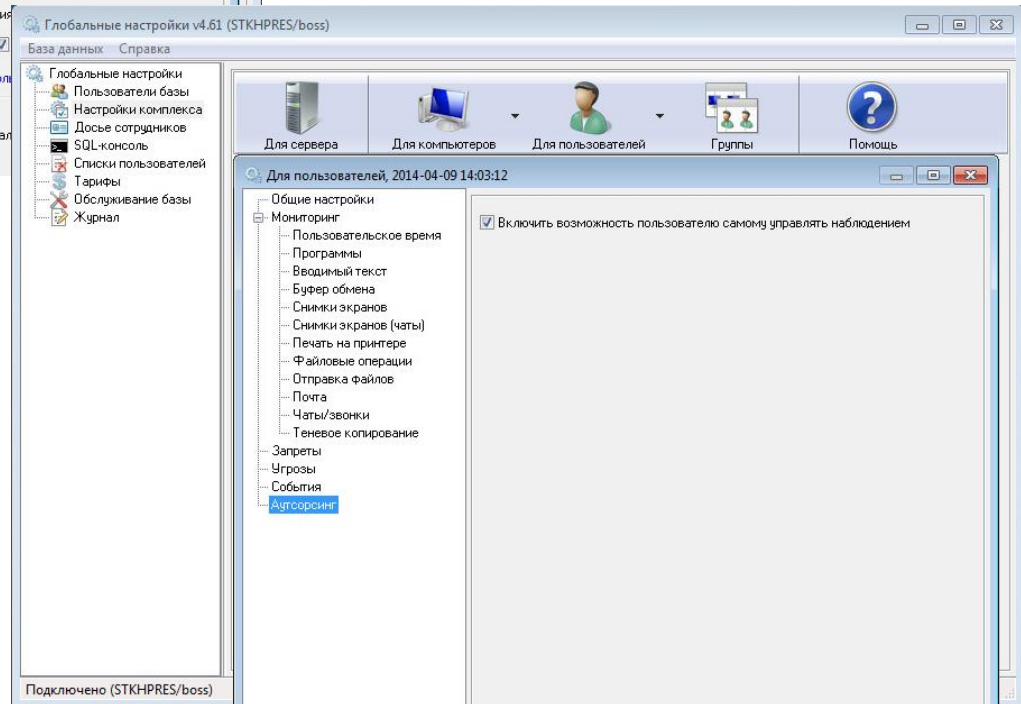 Глобальные настройки v4.61 (STKHPRES/boss)
База данных Справка
Глобальные настройки
Пользователи базы
Настройки комплекса
Досье сотрудников
SQL-консоль
Списки пользователей
Тарифы
Обслуживание базы
Журнал
Для сервера
Для компьютеров
Для пользователей
Группы
Помощь
Для пользователей, 2014-04-09 14:03:12
Общие настройки
Мониторинг
Пользовательское время
Программы
Вводимый текст
Буфер обмена
Снимки экранов
Снимки экранов (чаты)
Печать на принтере
Файловые операции
Отправка файлов
Почта
Чаты/звонки
Теневое копирование
Запреты
Угрозы
События
Аутсорсинг
Включить возможность пользователю самому управлять наблюдением
Подключено (STKHPRES/boss)